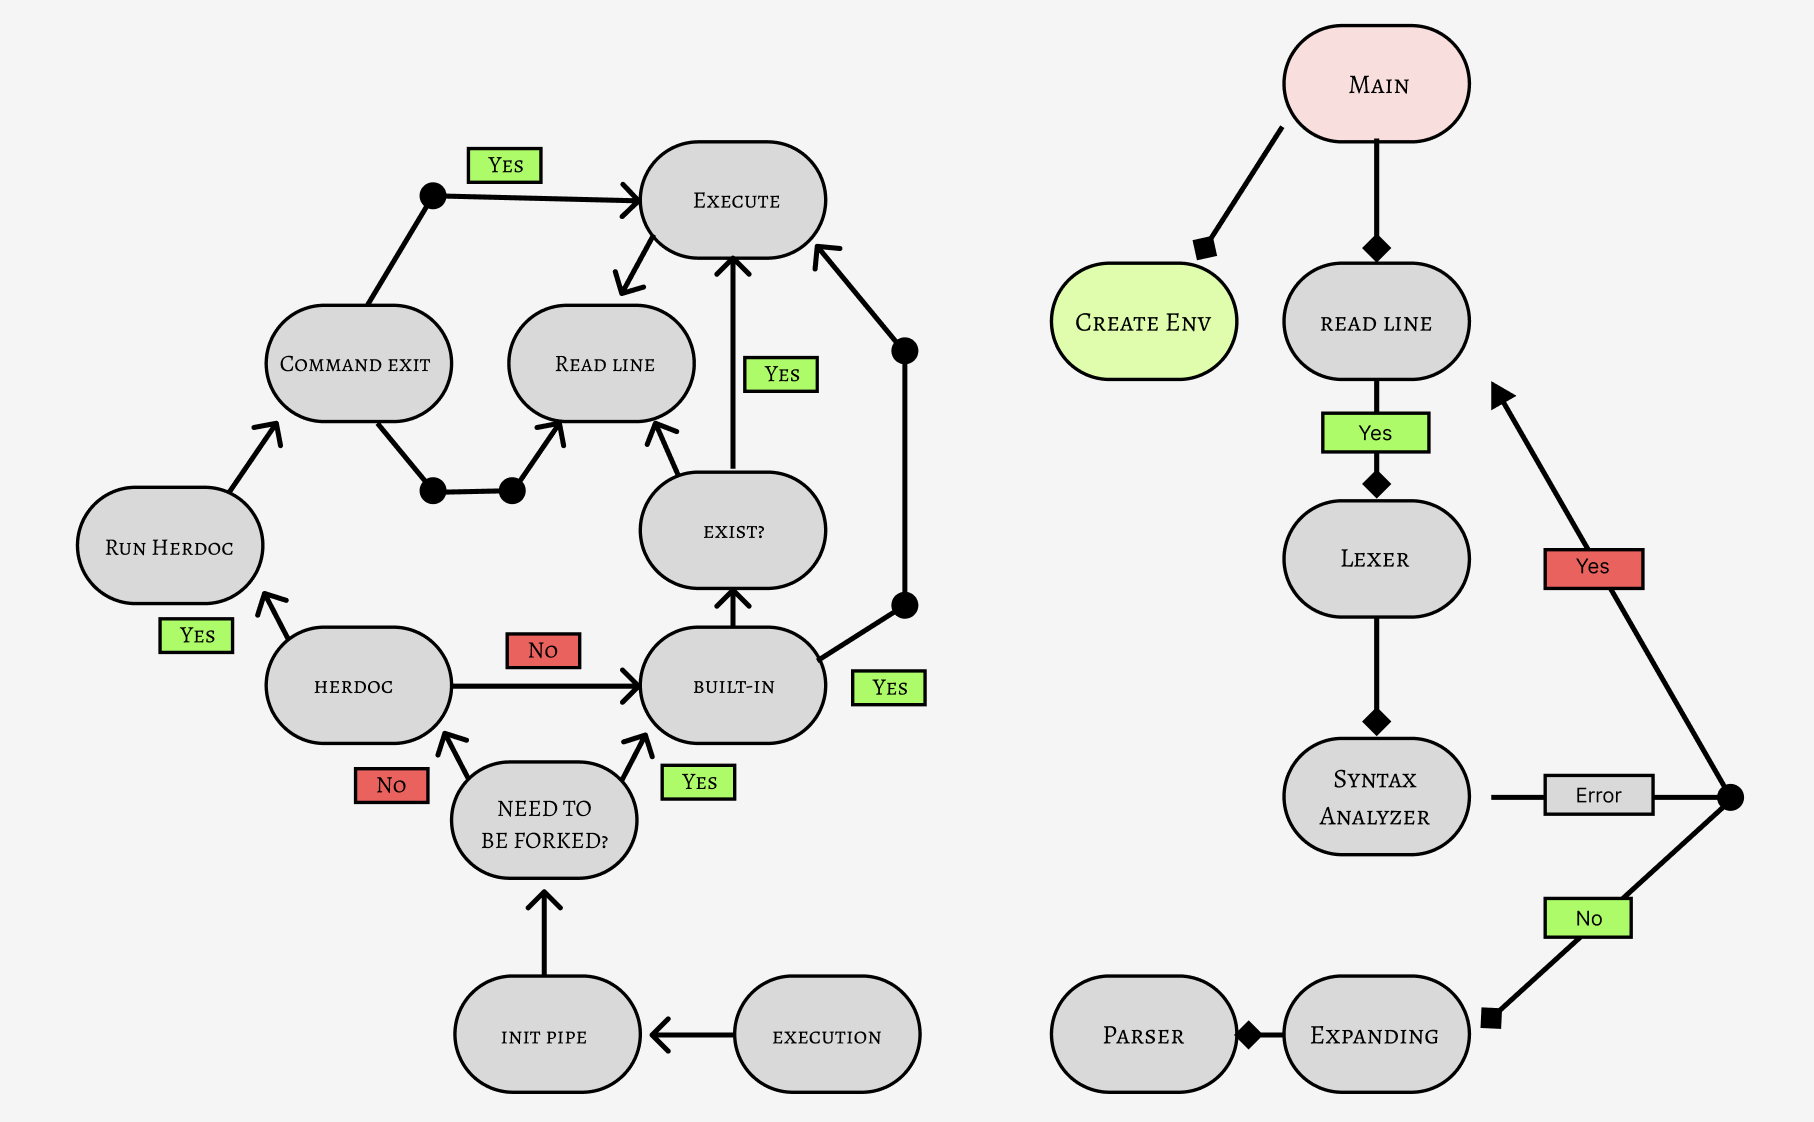 Main
Yes
Execute
Create Env
read line
Command exit
Read line
Yes
Yes
Run Herdoc
exist?
Lexer
Yes
Yes
No
herdoc
built-in
Yes
No
Yes
NEED TO
BE FORKED?
Syntax
Analyzer
Error
No
init pipe
execution
Parser
Expanding